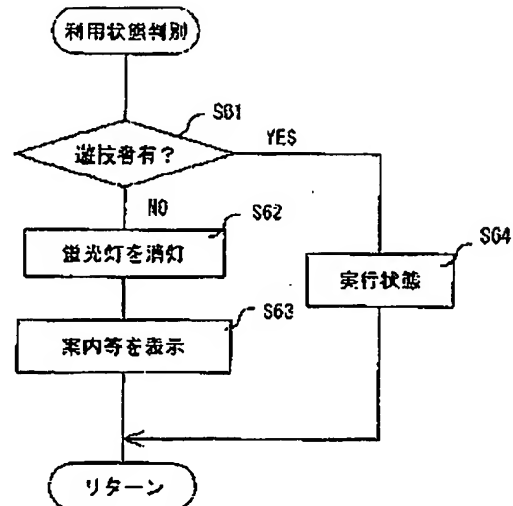 利用状態判別
S61
遊技者有？
YES
NO
S62
蛍光灯を消灯
S64
実行状態
S63
案内等を表示
リターン